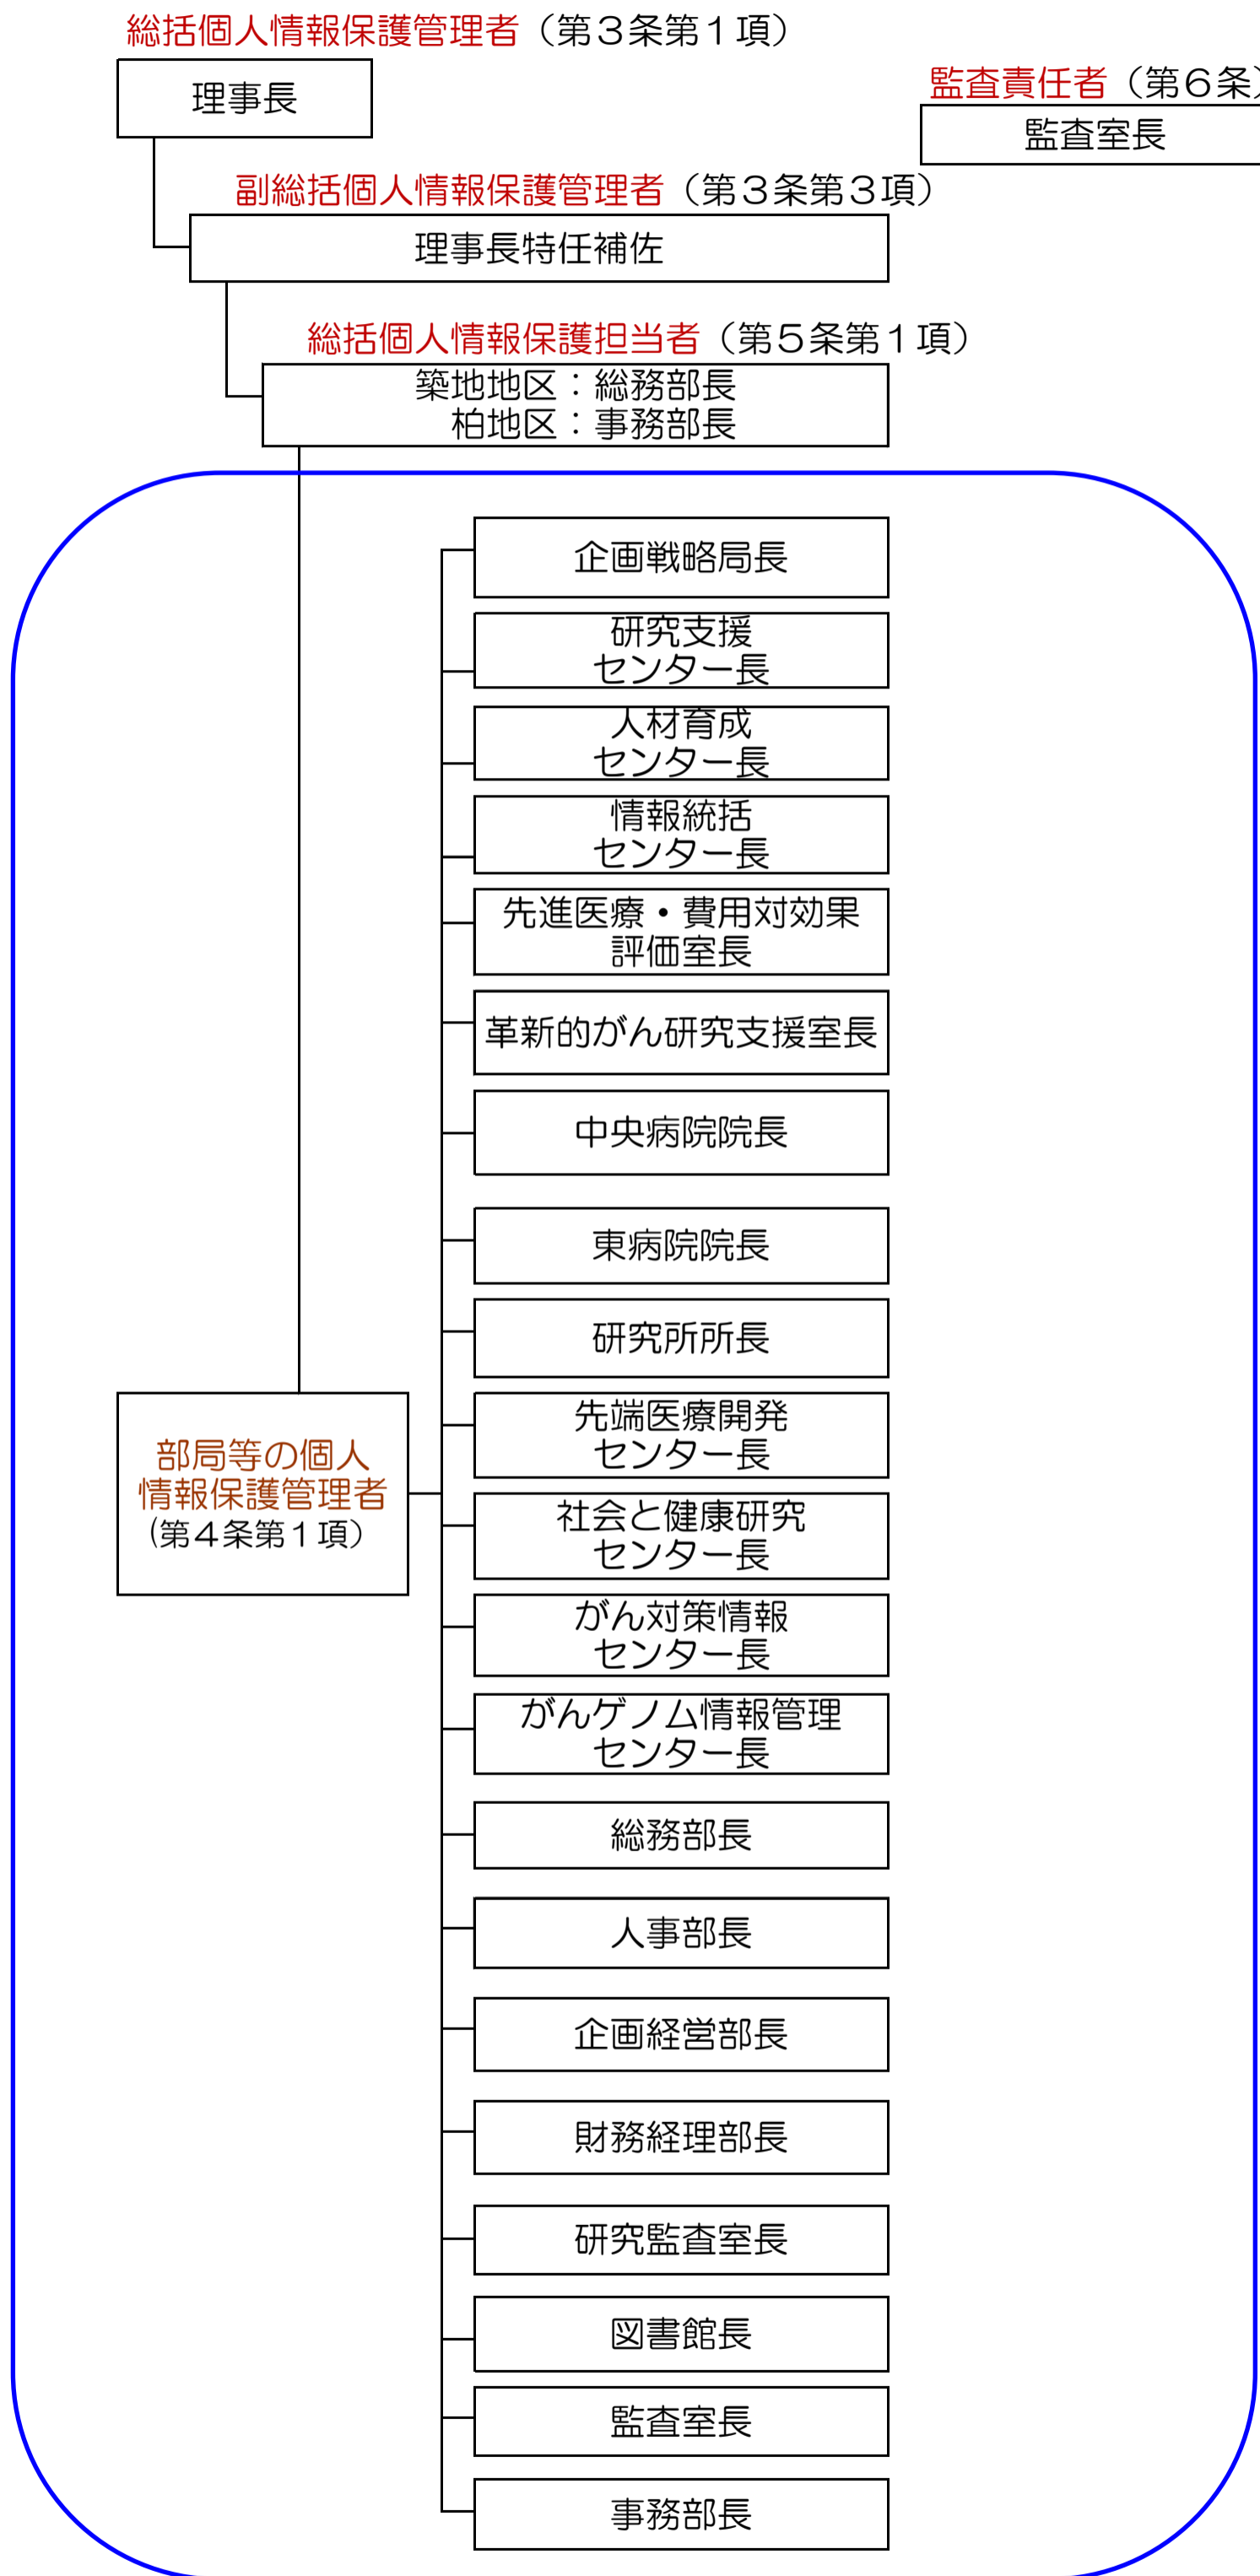 総括個人情報保護管理者（第３条第１項）
理事長
監査責任者（第６条）
監査室長
副総括個人情報保護管理者（第３条第３項）
理事長特任補佐
総括個人情報保護担当者（第５条第１項）
築地地区：総務部長
柏地区：事務部長
企画戦略局長
研究支援
センター長
人材育成
センター長
情報統括
センター長
先進医療・費用対効果
評価室長
革新的がん研究支援室長
中央病院院長
東病院院長
研究所所長
先端医療開発
センター長
部局等の個人
情報保護管理者
（第４条第１項）
社会と健康研究
センター長
がん対策情報
センター長
がんゲノム情報管理
センター長
総務部長
人事部長
企画経営部長
財務経理部長
研究監査室長
図書館長
監査室長
事務部長